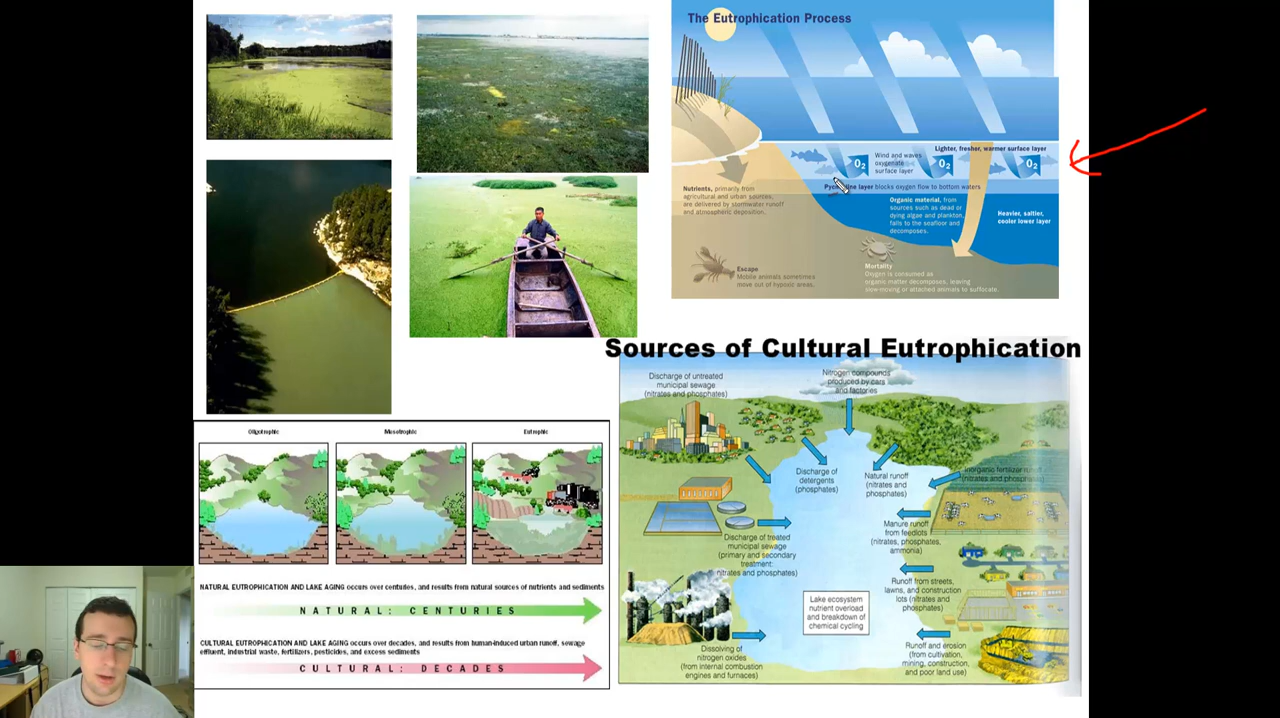 The Eutrophication Process
Lighter, fresher, warmer surface layer
Wind and waves
oxygenate
surface layer
O2
O2
O2
layer blocks oxygen flow to bottom waters
Nutrients, primarily from
agricultural and urban sources,
are delivered by stormwater runoff
and atmospheric deposition.
Organic material, from
sources such as dead or
dying algae and plankton,
falls to the seafloor and
decomposes.
Heavier, saltier,
cooler lower layer
Escape
Mobile animals sometimes
move out of hypoxic areas.
Mortality
Oxygen is consumed as
organic matter decomposes, leaving
slow-moving or attached animals to suffocate.
Sources of Cultural Eutrophication
Discharge of untreated
municipal sewage
(nitrates and phosphates)
Nitrogen compounds
produced by cars
and factories
Discharge of
detergents
(phosphates)
Natural runoff
(nitrates and
phosphates)
Inorganic fertilizer runoff
(nitrates and phosphates)
Manure runoff
from feedlots
(nitrates, phosphates,
ammonia)
Discharge of treated
municipal sewage
(primary and secondary
treatment:
nitrates and phosphates)
Runoff from streets,
lawns, and construction
lots (nitrates and
phosphates)
Lake ecosystem
nutrient overload
and breakdown of
chemical cycling
Dissolving of
nitrogen oxides
(from internal combustion
engines and furnaces)
Runoff and erosion
(from cultivation,
mining, construction,
and poor land use)
Oligotrophic
Mesotrophic
Eutrophic
NATURAL EUTROPHICATION AND LAKE AGING occurs over centuries, and results from natural sources of nutrients and sediments
NATURAL: CENTURIES
CULTURAL EUTROPHICATION AND LAKE AGING occurs over decades, and results from human-induced urban runoff, sewage
effluent, industrial waste, fertilizers, pesticides, and excess sediments
CULTURAL: DECADES